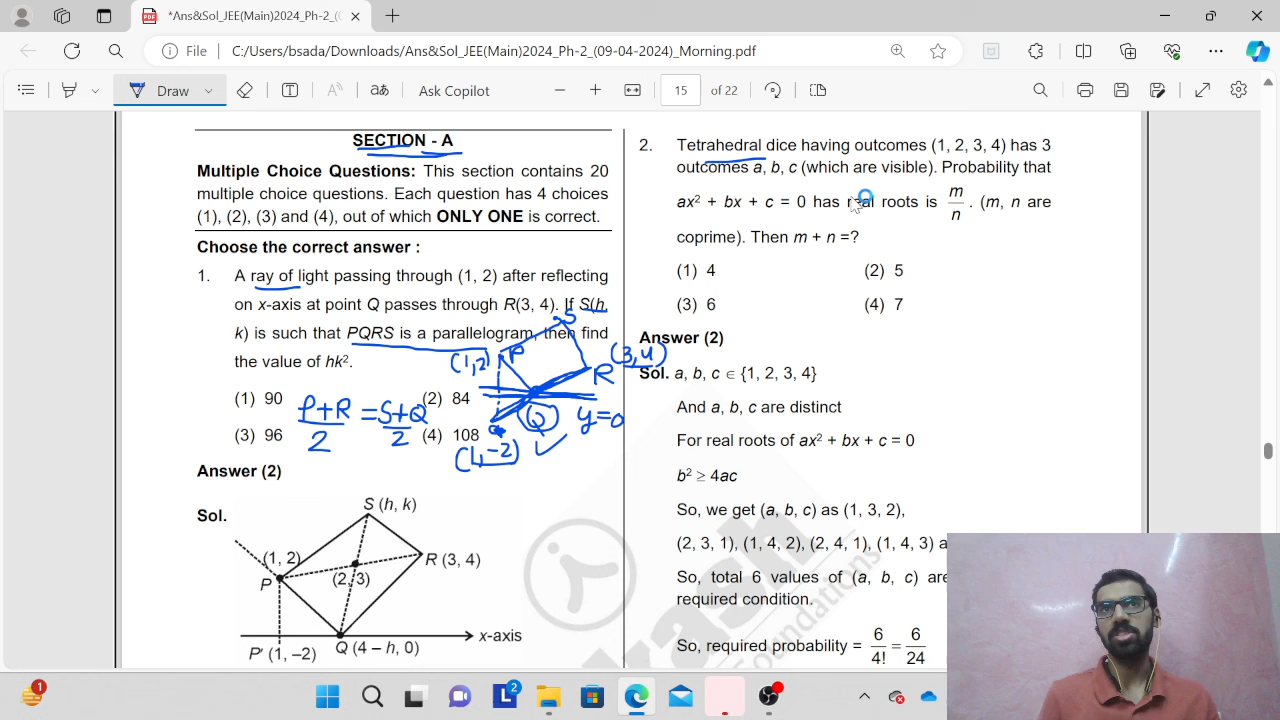 *Ans&Sol_JEE(Main)2024_Ph-2_(
File
C:/Users/bsada/Downloads/Ans&Sol_JEE(Main)2024_Ph-2_(09-04-2024)_Morning.pdf
Draw
Ask Copilot
15
of 22
SECTION - A
Multiple Choice Questions: This section contains 20
multiple choice questions. Each question has 4 choices
(1), (2), (3) and (4), out of which ONLY ONE is correct.
Choose the correct answer :
1. A ray of light passing through (1, 2) after reflecting
on x-axis at point Q passes through R(3, 4). If S(h,
k) is such that PQRS is a parallelogram, then find
the value of hk².
(1) 90
(2) 84
(3) 96
(4) 108
P+R/2 = S+Q/2
S
P
(1,2)
(3,4)
R
Q
y=0
Answer (2)
Sol.
S (h, k)
(1, 2)
R (3, 4)
P
(2, 3)
x-axis
Q (4 – h, 0)
P' (1, –2)
2. Tetrahedral dice having outcomes (1, 2, 3, 4) has 3
outcomes a, b, c (which are visible). Probability that
ax² + bx + c = 0 has real roots is m/n. (m, n are
coprime). Then m + n =?
(1) 4
(2) 5
(3) 6
(4) 7
Answer (2)
Sol. a, b, c ∈ {1, 2, 3, 4}
And a, b, c are distinct
For real roots of ax² + bx + c = 0
b² ≥ 4ac
So, we get (a, b, c) as (1, 3, 2),
(2, 3, 1), (1, 4, 2), (2, 4, 1), (1, 4, 3) a
So, total 6 values of (a, b, c) are
required condition.
So, required probability = 6/4! = 6/24
1
2